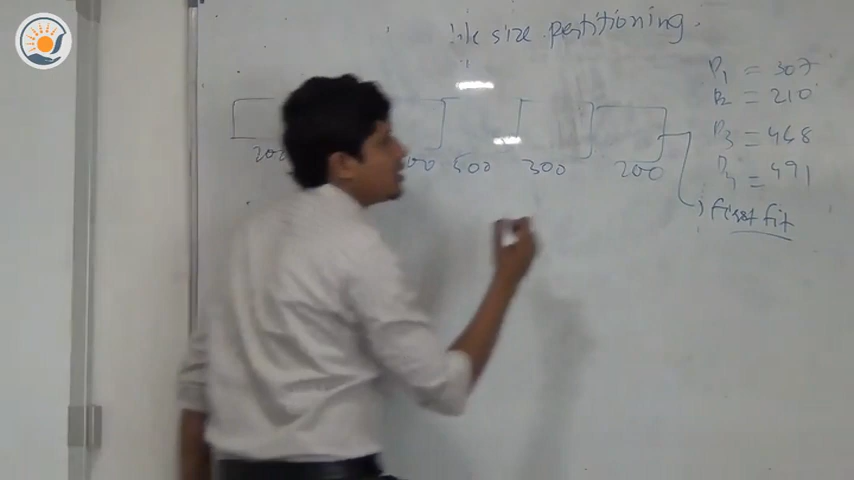 size partitioning.
P1 = 307
P2 = 210
P3 = 468
P4 = 491
200 500 300 200
First fit